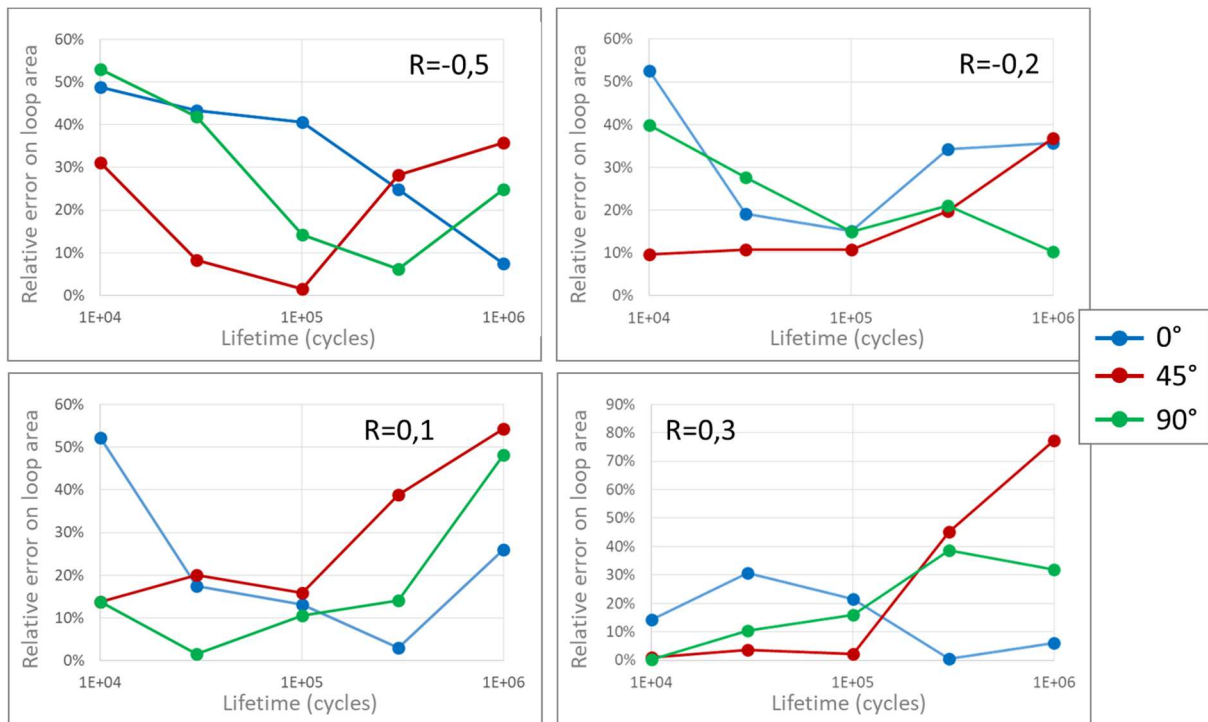 60%
50%
40%
30%
20%
10%
0%
Relative error on loop area
R=-0,5
1E+04 1E+05 1E+06
Lifetime (cycles)
60%
50%
40%
30%
20%
10%
0%
Relative error on loop area
R=-0,2
1E+04 1E+05 1E+06
Lifetime (cycles)
0°
45°
90°
60%
50%
40%
30%
20%
10%
0%
Relative error on loop area
R=0,1
1E+04 1E+05 1E+06
Lifetime (cycles)
90%
80%
70%
60%
50%
40%
30%
20%
10%
0%
Relative error on loop area
R=0,3
1E+04 1E+05 1E+06
Lifetime (cycles)